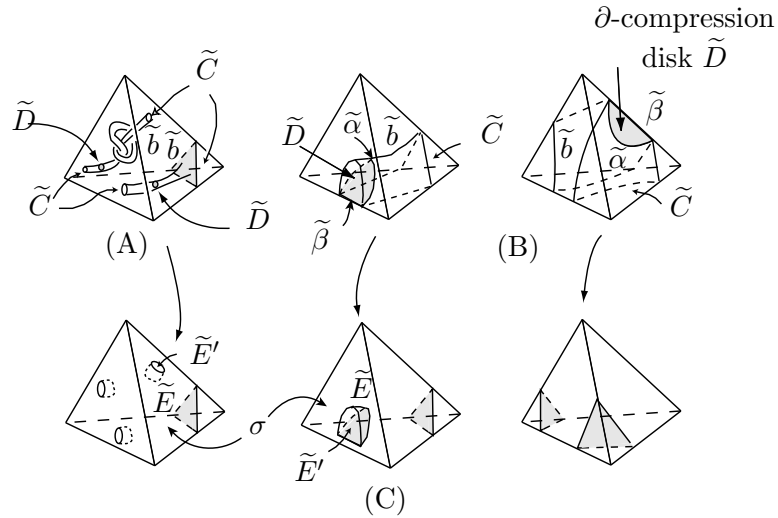 ∂-compression
disk D̃
C̃
D̃
b̃
b̃
C̃
D̃
(A)
D̃
α̃
b̃
C̃
β̃
β̃
b̃
α̃
C̃
(B)
Ẽ′
Ẽ
σ
Ẽ
Ẽ′
(C)